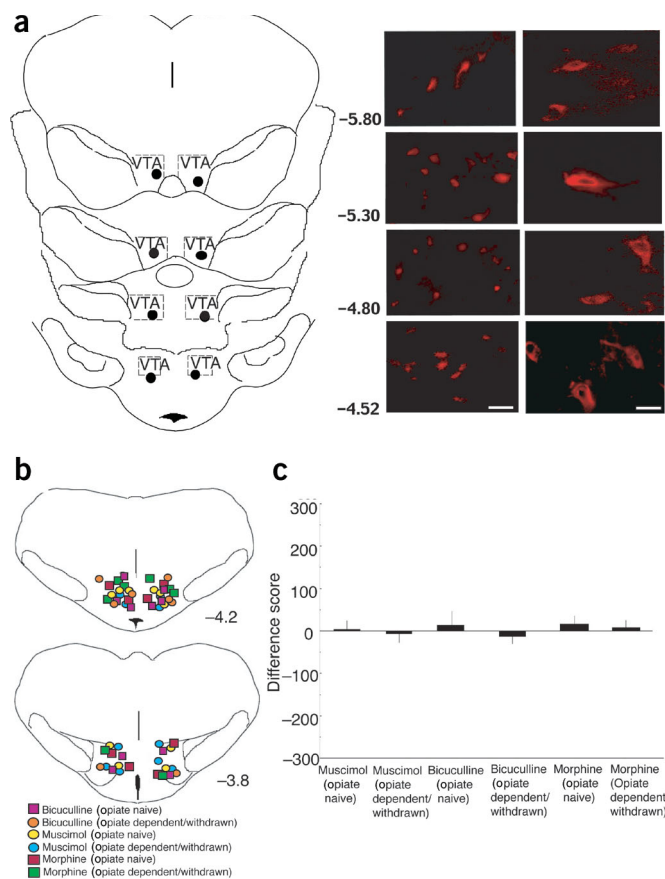 a
VTA VTA
VTA VTA
VTA VTA
VTA VTA
–5.80
–5.30
–4.80
–4.52
b
–4.2
–3.8
Bicuculline (opiate naive)
Bicuculline (opiate dependent/withdrawn)
Muscimol (opiate naive)
Muscimol (opiate dependent/withdrawn)
Morphine (opiate naive)
Morphine (opiate dependent/withdrawn)
c
Difference score
300
200
100
0
–100
–200
–300
Muscimol
(opiate
naive)
Muscimol
(opiate
dependent/
withdrawn)
Bicuculline
(opiate
naive)
Bicuculline
(opiate
dependent/
withdrawn)
Morphine
(opiate
naive)
Morphine
(Opiate
dependent
withdrawn)